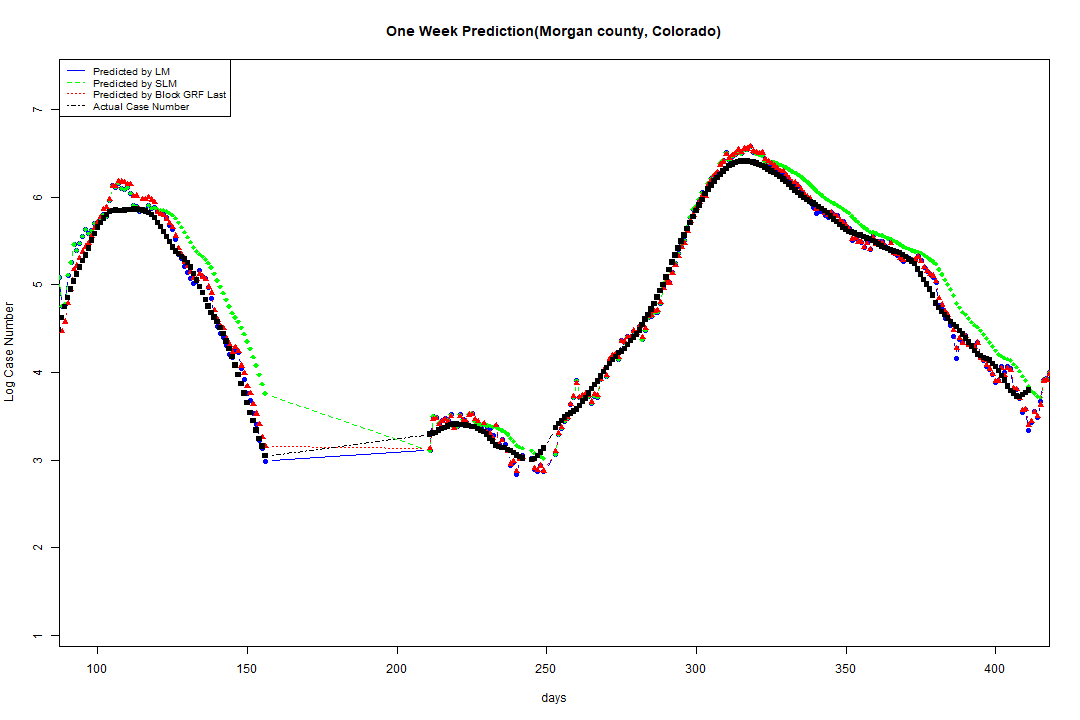 One Week Prediction(Morgan county, Colorado)
Predicted by LM
Predicted by SLM
Predicted by Block GRF Last
Actual Case Number
7
6
5
4
3
2
1
Log Case Number
100 150 200 250 300 350 400
days